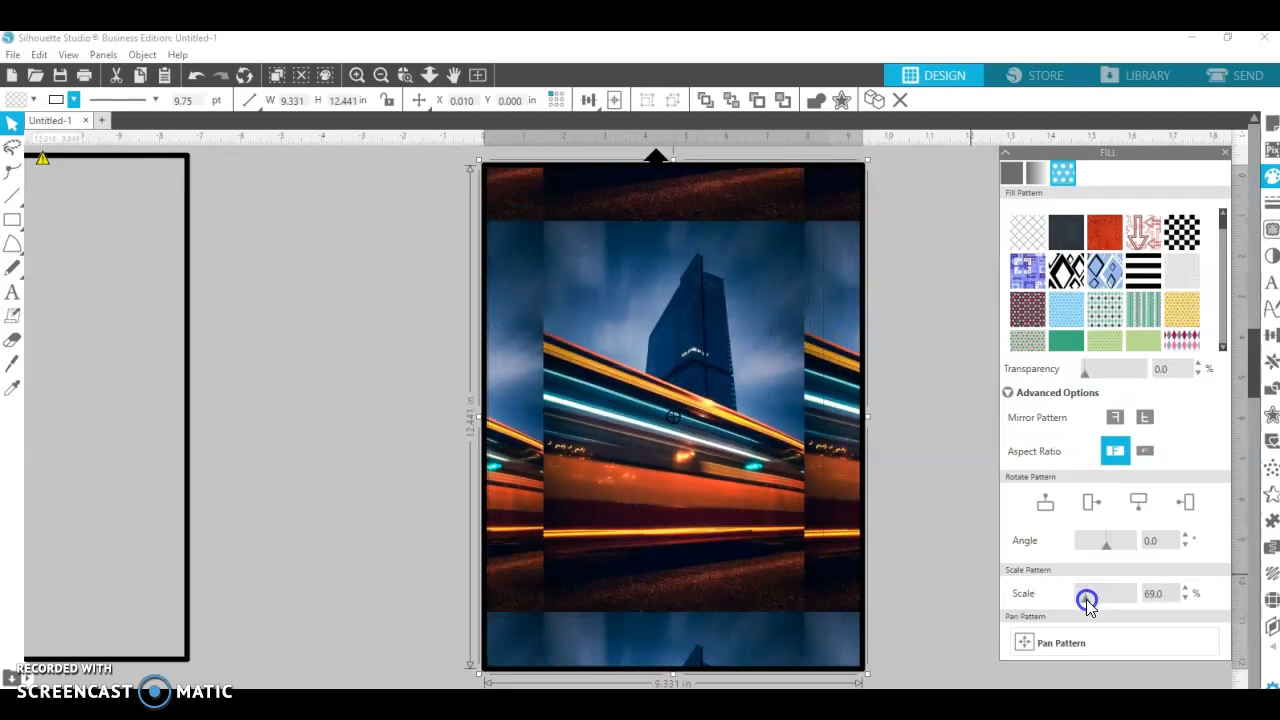 Silhouette Studio® Business Edition: Untitled-1
File Edit View Panels Object Help
DESIGN STORE LIBRARY SEND
9.75 pt W 9.331 H 12.441 in X 0.010 Y 0.000 in
Untitled-1
FILL
Fill Pattern
Transparency 0.0 %
Advanced Options
Mirror Pattern
Aspect Ratio
Rotate Pattern
Angle 0.0 °
Scale Pattern
Scale 69.0 %
Pan Pattern
Pan Pattern
12.441 in
9.331 in
RECORDED WITH
SCREENCAST MATIC